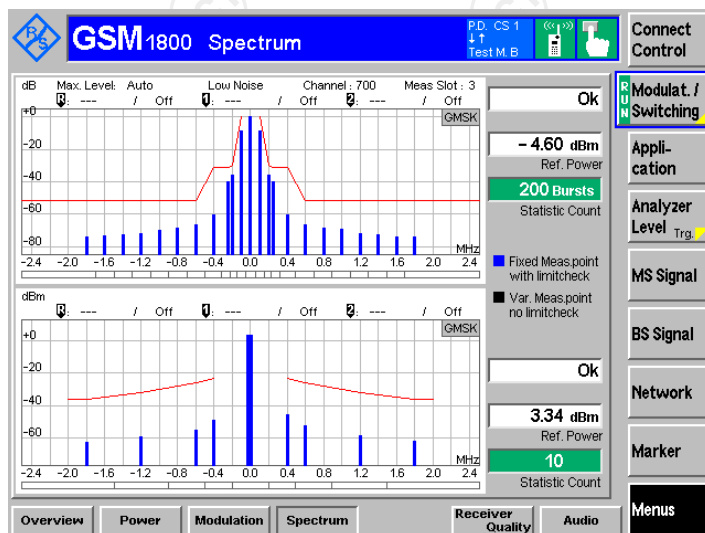 R&S
GSM1800 Spectrum
P.D. CS 1
Test M. B
Connect Control
dB Max. Level: Auto Low Noise Channel : 700 Meas Slot : 3
R: --- / Off 1: --- / Off 2: --- / Off
GMSK
+0
-20
-40
-60
-80
MHz
-2.4 -2.0 -1.6 -1.2 -0.8 -0.4 0.0 0.4 0.8 1.2 1.6 2.0 2.4
Ok
- 4.60 dBm
Ref. Power
200 Bursts
Statistic Count
Fixed Meas.point
with limitcheck
Var. Meas.point
no limitcheck
dBm
R: --- / Off 1: --- / Off 2: --- / Off
GMSK
+0
-20
-40
-60
MHz
-2.4 -2.0 -1.6 -1.2 -0.8 -0.4 0.0 0.4 0.8 1.2 1.6 2.0 2.4
Ok
3.34 dBm
Ref. Power
10
Statistic Count
RUN
Modulat. /
Switching
Appli-
cation
Analyzer
Level Trg.
MS Signal
BS Signal
Network
Marker
Menus
Overview Power Modulation Spectrum Receiver Quality Audio